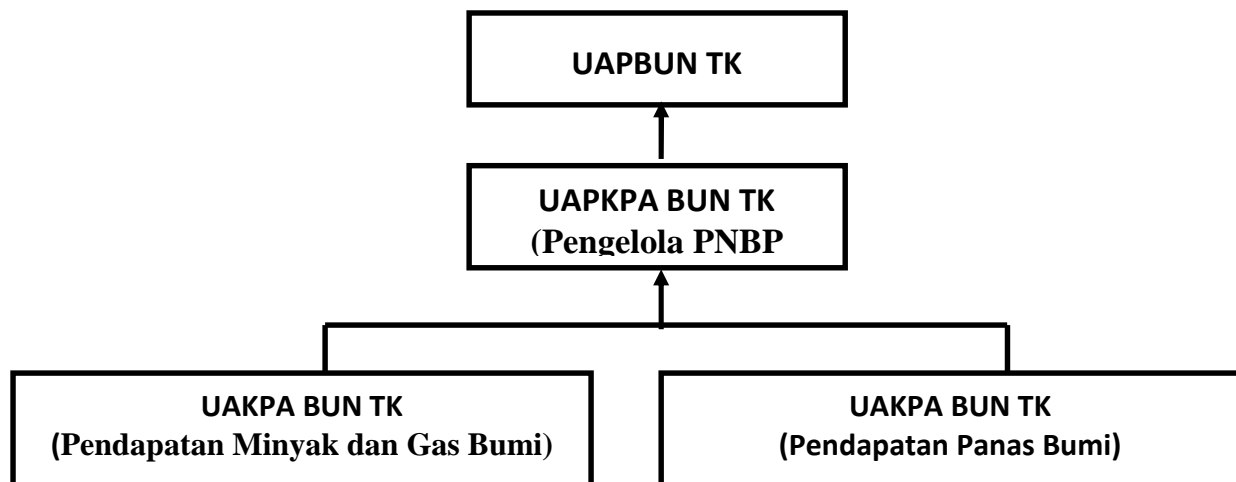 UAPBUN TK
UAPKPA BUN TK
(Pengelola PNBP
UAKPA BUN TK
(Pendapatan Minyak dan Gas Bumi)
UAKPA BUN TK
(Pendapatan Panas Bumi)